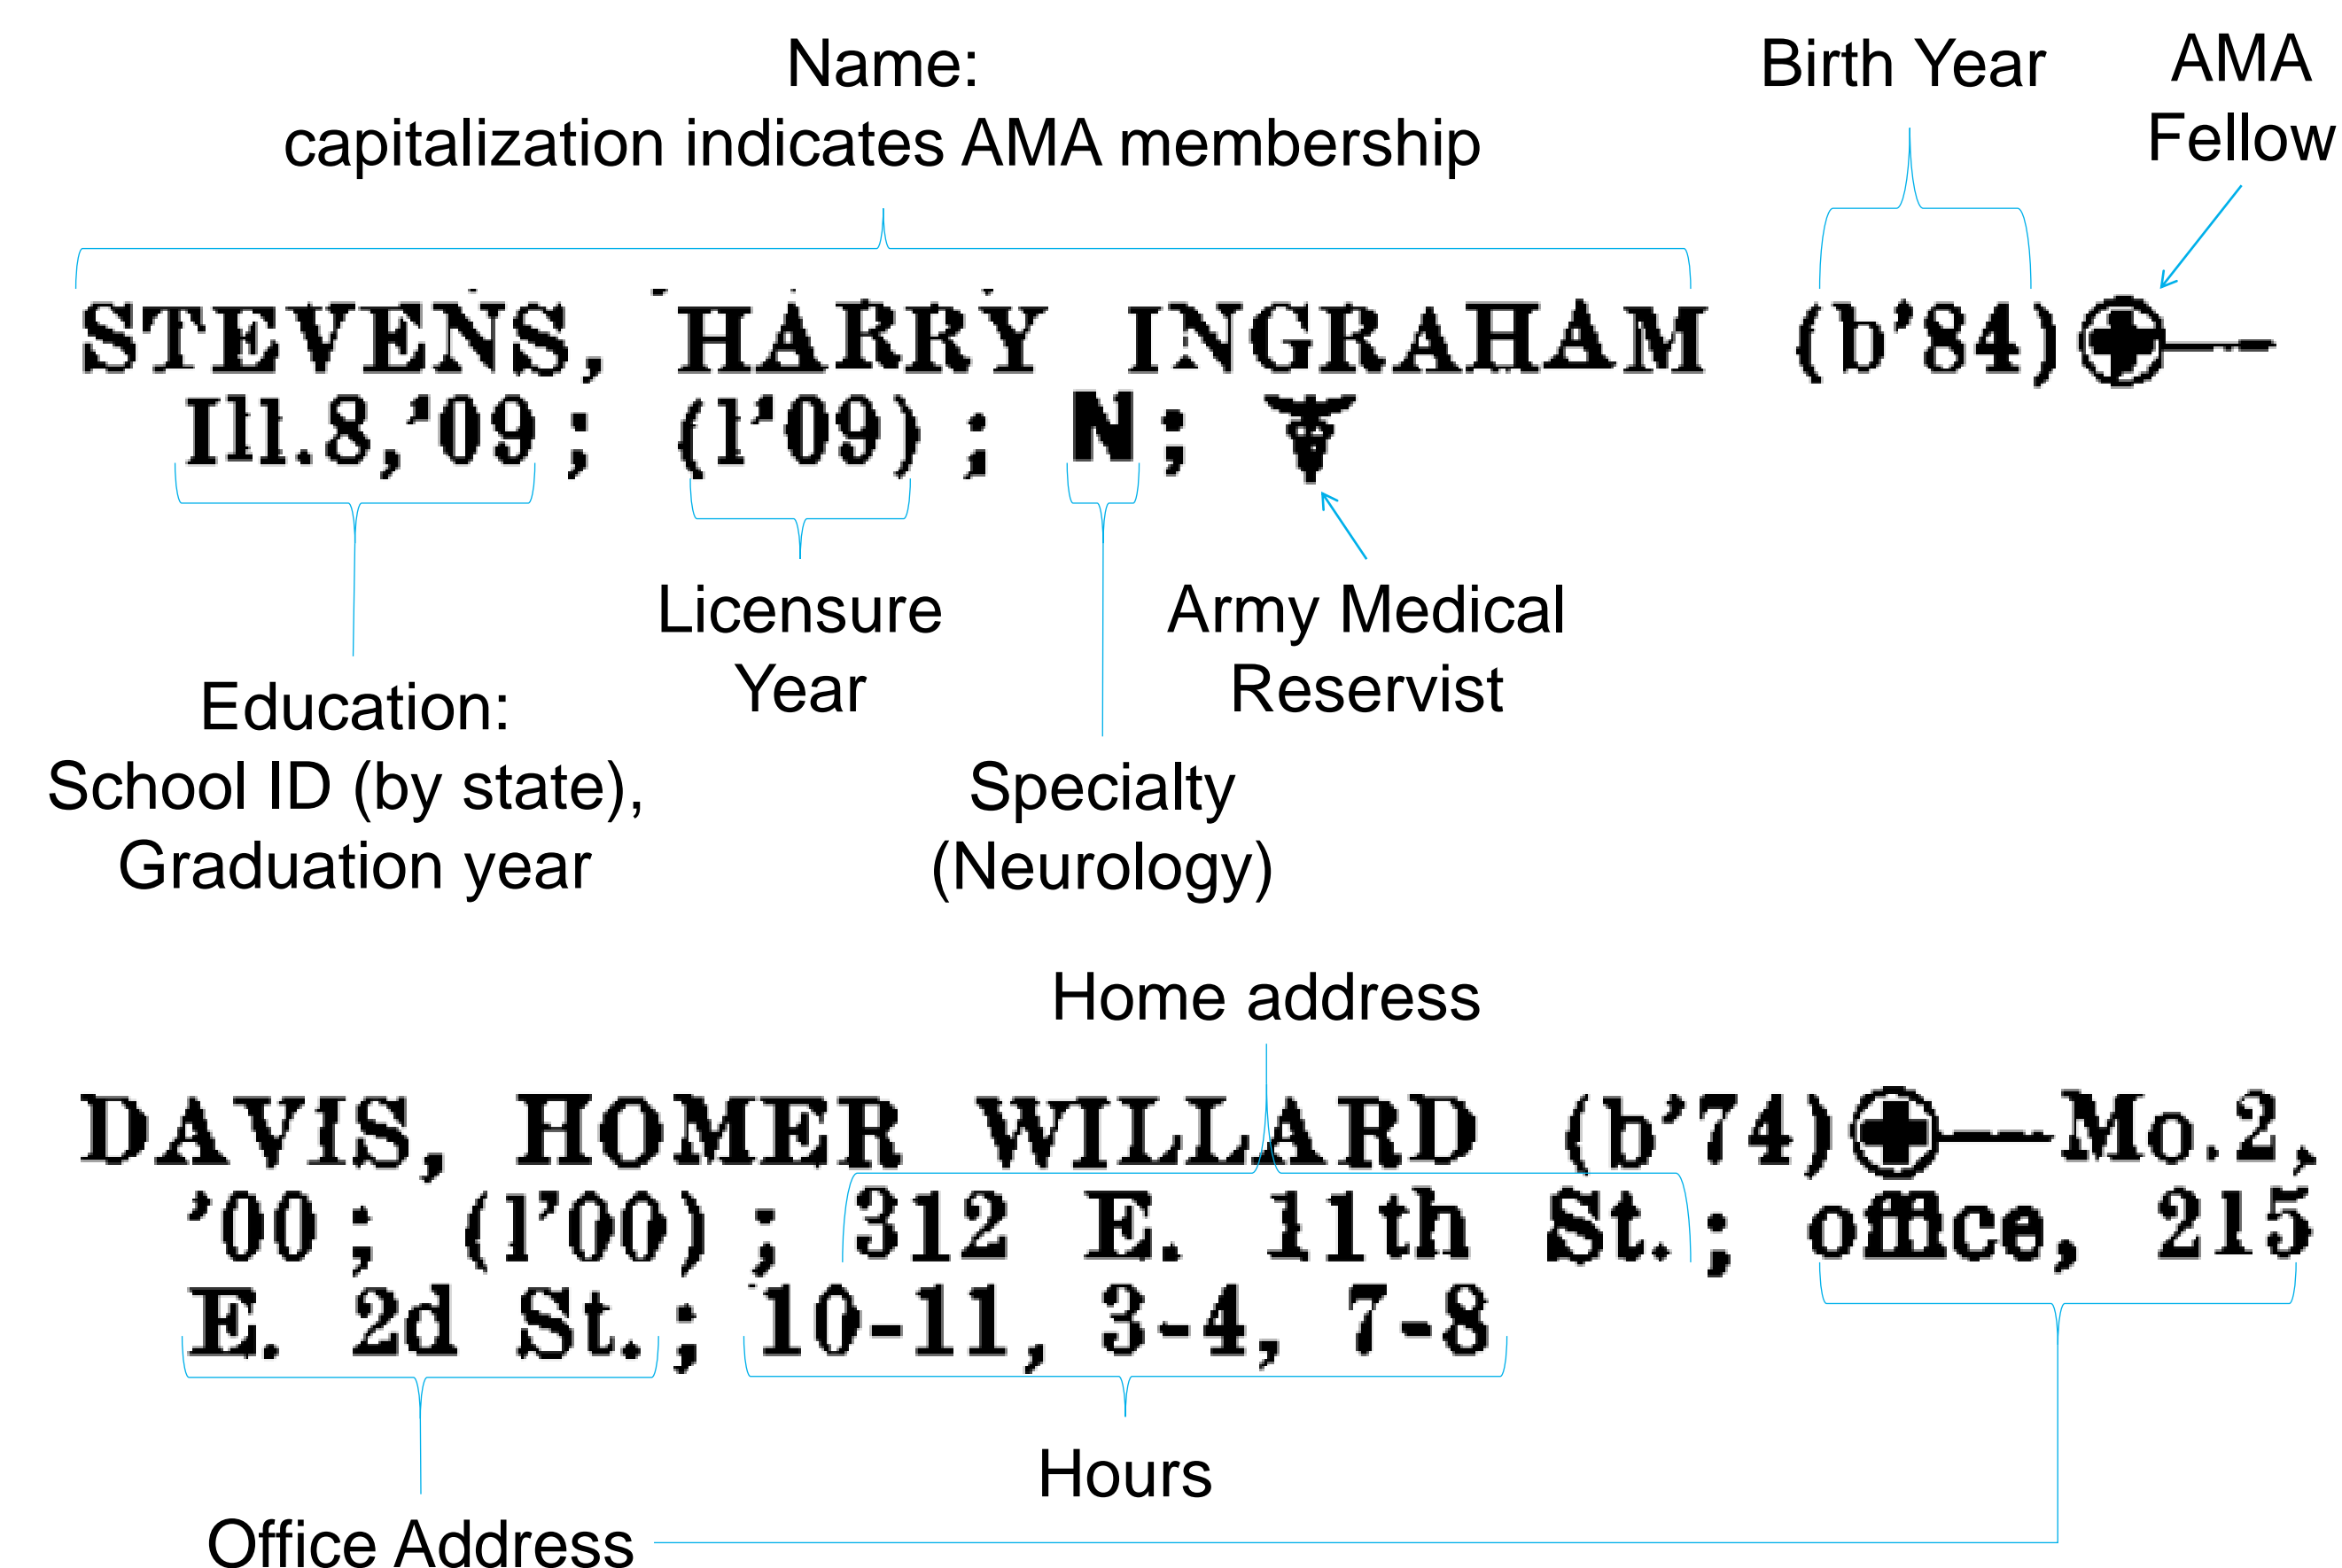 Name:
capitalization indicates AMA membership
Birth Year
AMA
Fellow
STEVENS, HARRY INGRAHAM (b'84)
Ill.8,'09; (l'09); N;
Licensure
Year
Army Medical
Reservist
Education:
School ID (by state),
Graduation year
Specialty
(Neurology)
Home address
DAVIS, HOMER WILLARD (b'74) —Mo.2,
'00; (l'00); 312 E. 11th St.; office, 215
E. 2d St.; 10-11, 3-4, 7-8
Hours
Office Address